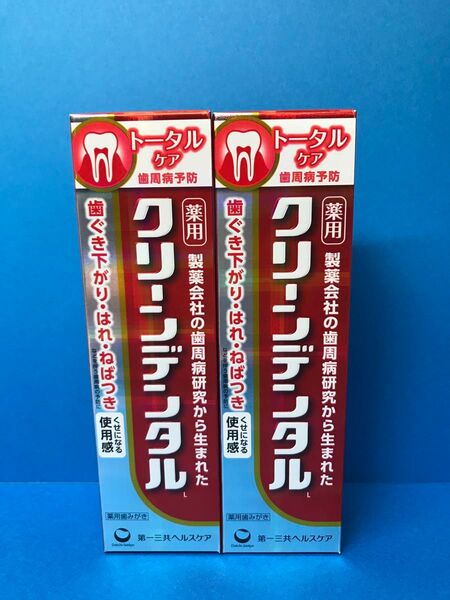 トータル
ケア
歯周病予防
薬用
製薬会社の歯周病研究から生まれた
クリーンデンタル
L
歯ぐき下がり・はれ・ねばつき
くせになる
使用感
薬用歯みがき
Daiichi-Sankyo
第一三共ヘルスケア
トータル
ケア
歯周病予防
薬用
製薬会社の歯周病研究から生まれた
クリーンデンタル
L
歯ぐき下がり・はれ・ねばつき
くせになる
使用感
薬用歯みがき
Daiichi-Sankyo
第一三共ヘルスケア